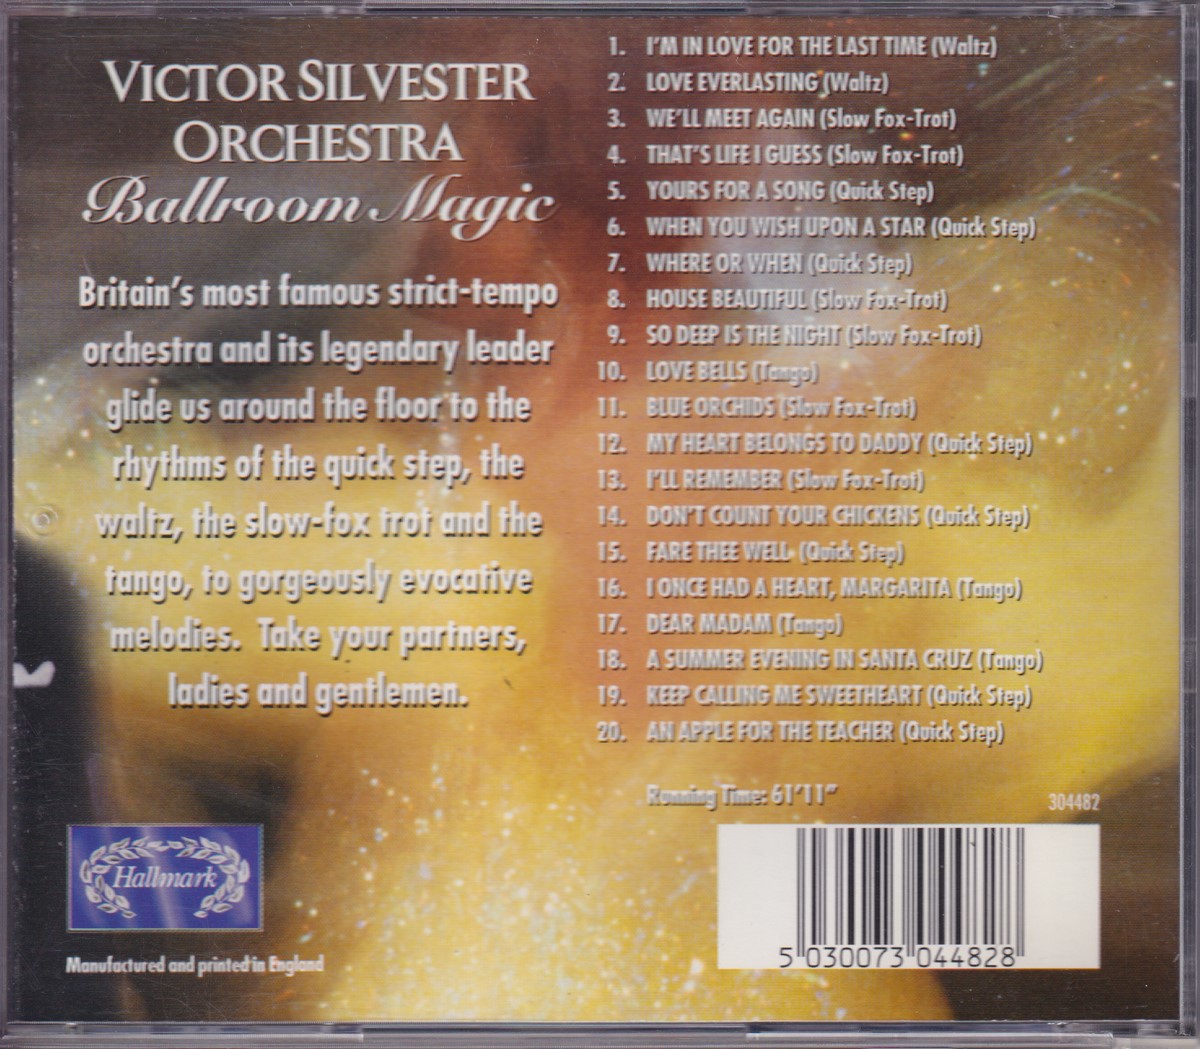 VICTOR SILVESTER
ORCHESTRA
Ballroom Magic
Britain's most famous strict-tempo
orchestra and its legendary leader
glide us around the floor to the
rhythms of the quick step, the
waltz, the slow-fox trot and the
tango, to gorgeously evocative
melodies. Take your partners,
ladies and gentlemen.
1. I'M IN LOVE FOR THE LAST TIME (Waltz)
2. LOVE EVERLASTING (Waltz)
3. WE'LL MEET AGAIN (Slow Fox-Trot)
4. THAT'S LIFE I GUESS (Slow Fox-Trot)
5. YOURS FOR A SONG (Quick Step)
6. WHEN YOU WISH UPON A STAR (Quick Step)
7. WHERE OR WHEN (Quick Step)
8. HOUSE BEAUTIFUL (Slow Fox-Trot)
9. SO DEEP IS THE NIGHT (Slow Fox-Trot)
10. LOVE BELLS (Tango)
11. BLUE ORCHIDS (Slow Fox-Trot)
12. MY HEART BELONGS TO DADDY (Quick Step)
13. I'LL REMEMBER (Slow Fox-Trot)
14. DON'T COUNT YOUR CHICKENS (Quick Step)
15. FARE THEE WELL (Quick Step)
16. I ONCE HAD A HEART, MARGARITA (Tango)
17. DEAR MADAM (Tango)
18. A SUMMER EVENING IN SANTA CRUZ (Tango)
19. KEEP CALLING ME SWEETHEART (Quick Step)
20. AN APPLE FOR THE TEACHER (Quick Step)
Running Time: 61'11"
304482
Hallmark
Manufactured and printed in England
5 030073 044828